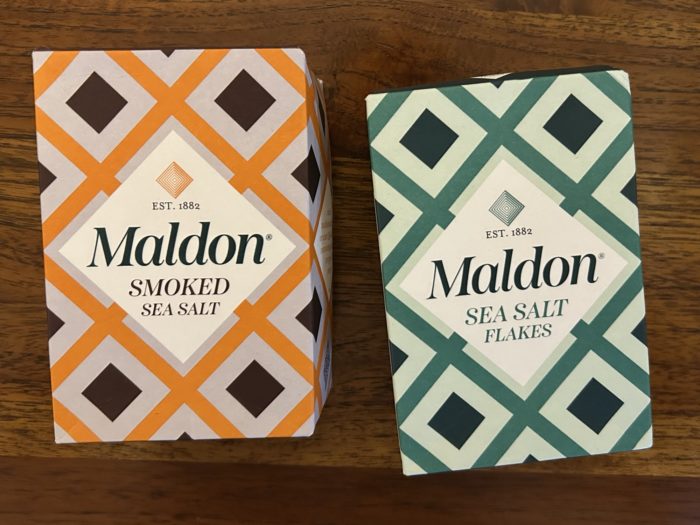 EST. 1882
Maldon®
SMOKED
SEA SALT
EST. 1882
Maldon®
SEA SALT
FLAKES